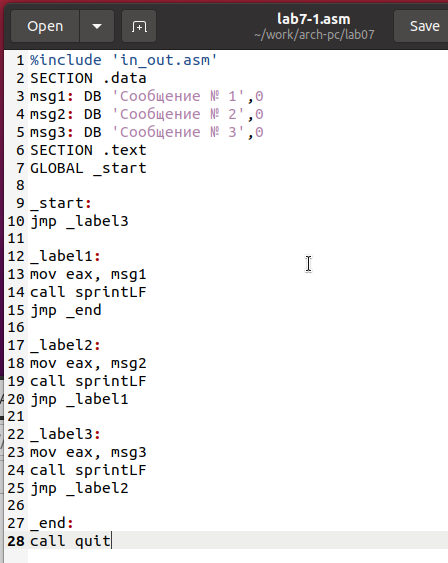 Open
lab7-1.asm
~/work/arch-pc/lab07
Save
1 %include 'in_out.asm'
2 SECTION .data
3 msg1: DB 'Сообщение № 1',0
4 msg2: DB 'Сообщение № 2',0
5 msg3: DB 'Сообщение № 3',0
6 SECTION .text
7 GLOBAL _start
8
9 _start:
10 jmp _label3
11
12 _label1:
13 mov eax, msg1
14 call sprintLF
15 jmp _end
16
17 _label2:
18 mov eax, msg2
19 call sprintLF
20 jmp _label1
21
22 _label3:
23 mov eax, msg3
24 call sprintLF
25 jmp _label2
26
27 _end:
28 call quit